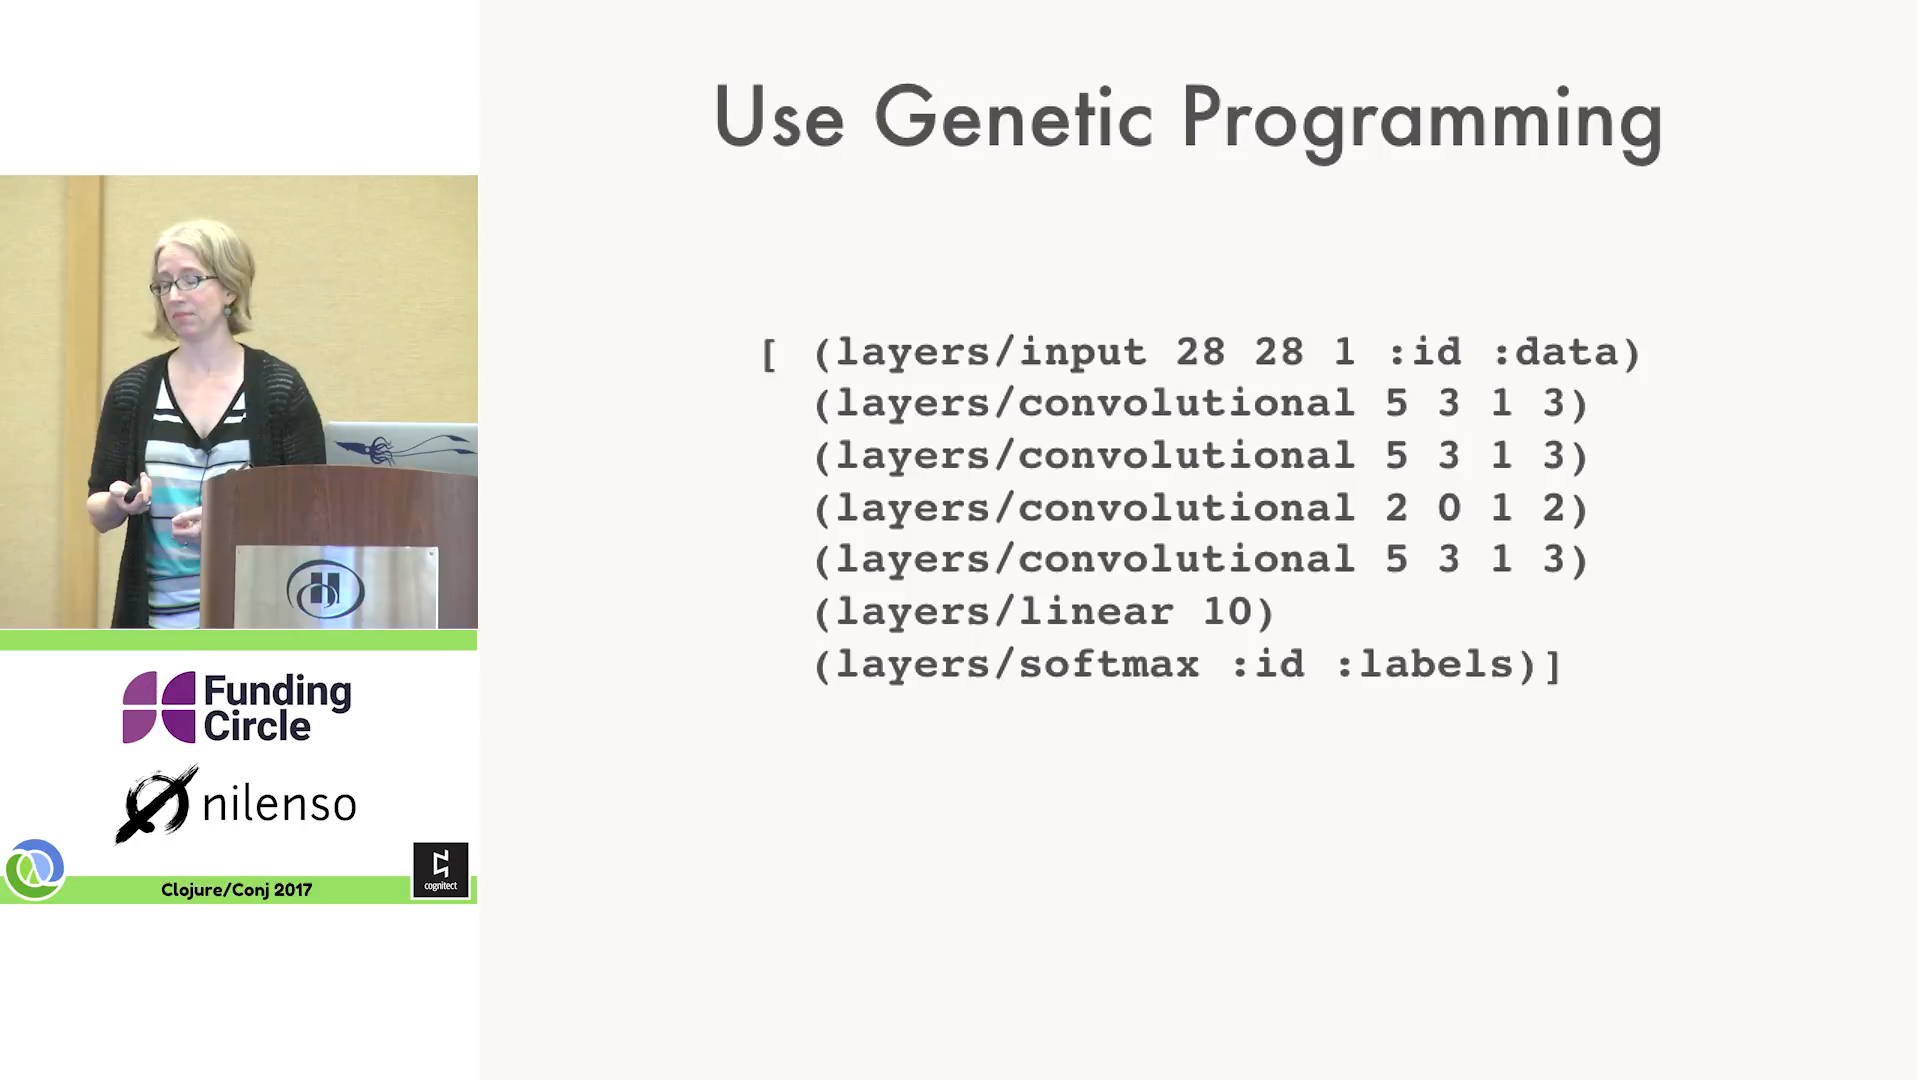 Use Genetic Programming
[ (layers/input 28 28 1 :id :data)
(layers/convolutional 5 3 1 3)
(layers/convolutional 5 3 1 3)
(layers/convolutional 2 0 1 2)
(layers/convolutional 5 3 1 3)
(layers/linear 10)
(layers/softmax :id :labels)]
Funding
Circle
nilenso
Clojure/Conj 2017
cognitect